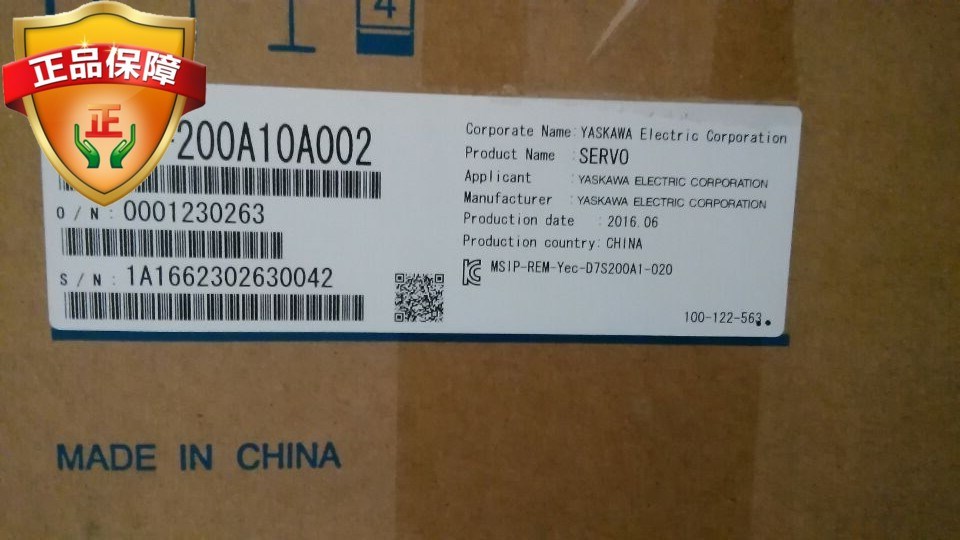 4
正品保障
正
-200A10A002
O/N: 0001230263
S/N: 1A1662302630042
Corporate Name: YASKAWA Electric Corporation
Product Name : SERVO
Applicant : YASKAWA ELECTRIC CORPORATION
Manufacturer : YASKAWA ELECTRIC CORPORATION
Production date : 2016.06
Production country: CHINA
MSIP-REM-Yec-D7S200A1-020
100-122-563
MADE IN CHINA